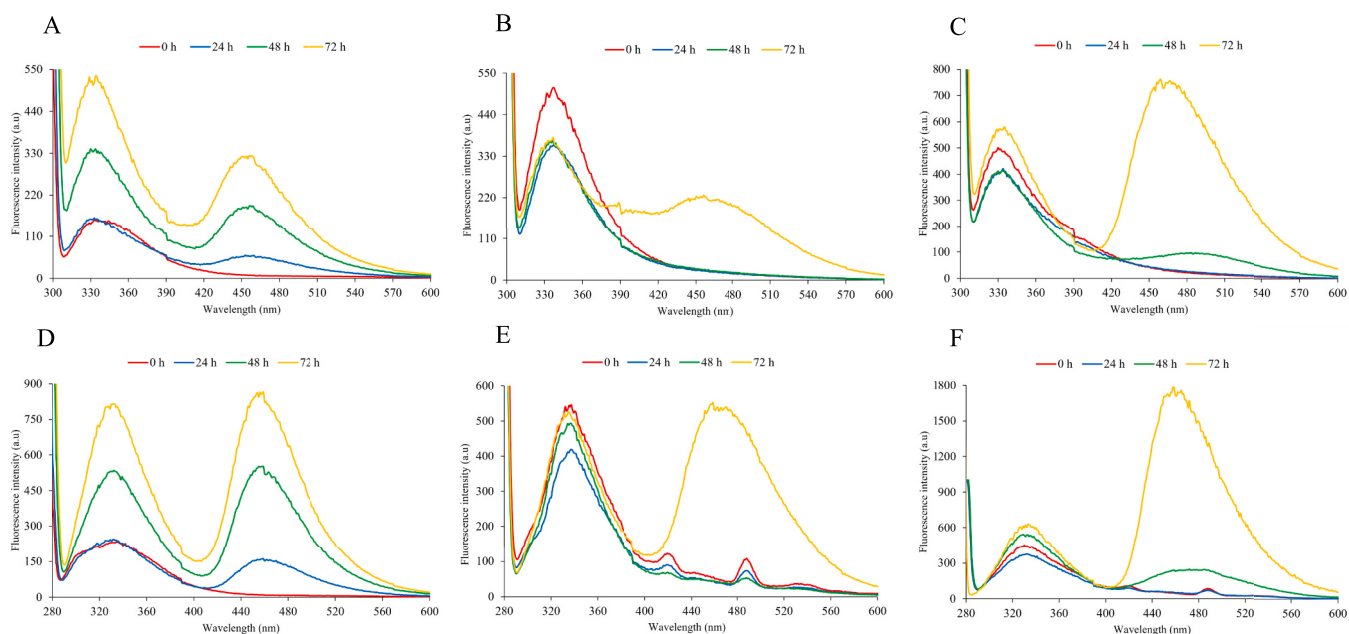 A
0 h 24 h 48 h 72 h
550
440
330
220
110
0
300 330 360 390 420 450 480 510 540 570 600
Fluorescence intensity (a.u)
Wavelength (nm)
B
0 h 24 h 48 h 72 h
550
440
330
220
110
0
300 330 360 390 420 450 480 510 540 570 600
Fluorescence intensity (a.u)
Wavelength (nm)
C
0 h 24 h 48 h 72 h
800
700
600
500
400
300
200
100
0
300 330 360 390 420 450 480 510 540 570 600
Fluorescence intensity (a.u.)
Wavelength (nm)
D
0 h 24 h 48 h 72 h
900
750
600
450
300
150
0
280 320 360 400 440 480 520 560 600
Fluorescence intensity (a.u)
Wavelength (nm)
E
0 h 24 h 48 h 72 h
600
500
400
300
200
100
0
280 320 360 400 440 480 520 560 600
Fluorescence intensity (a.u)
Wavelength (nm)
F
0 h 24 h 48 h 72 h
1800
1500
1200
900
600
300
0
280 320 360 400 440 480 520 560 600
Fluorescence intensity (a.u)
Wavelength (nm)